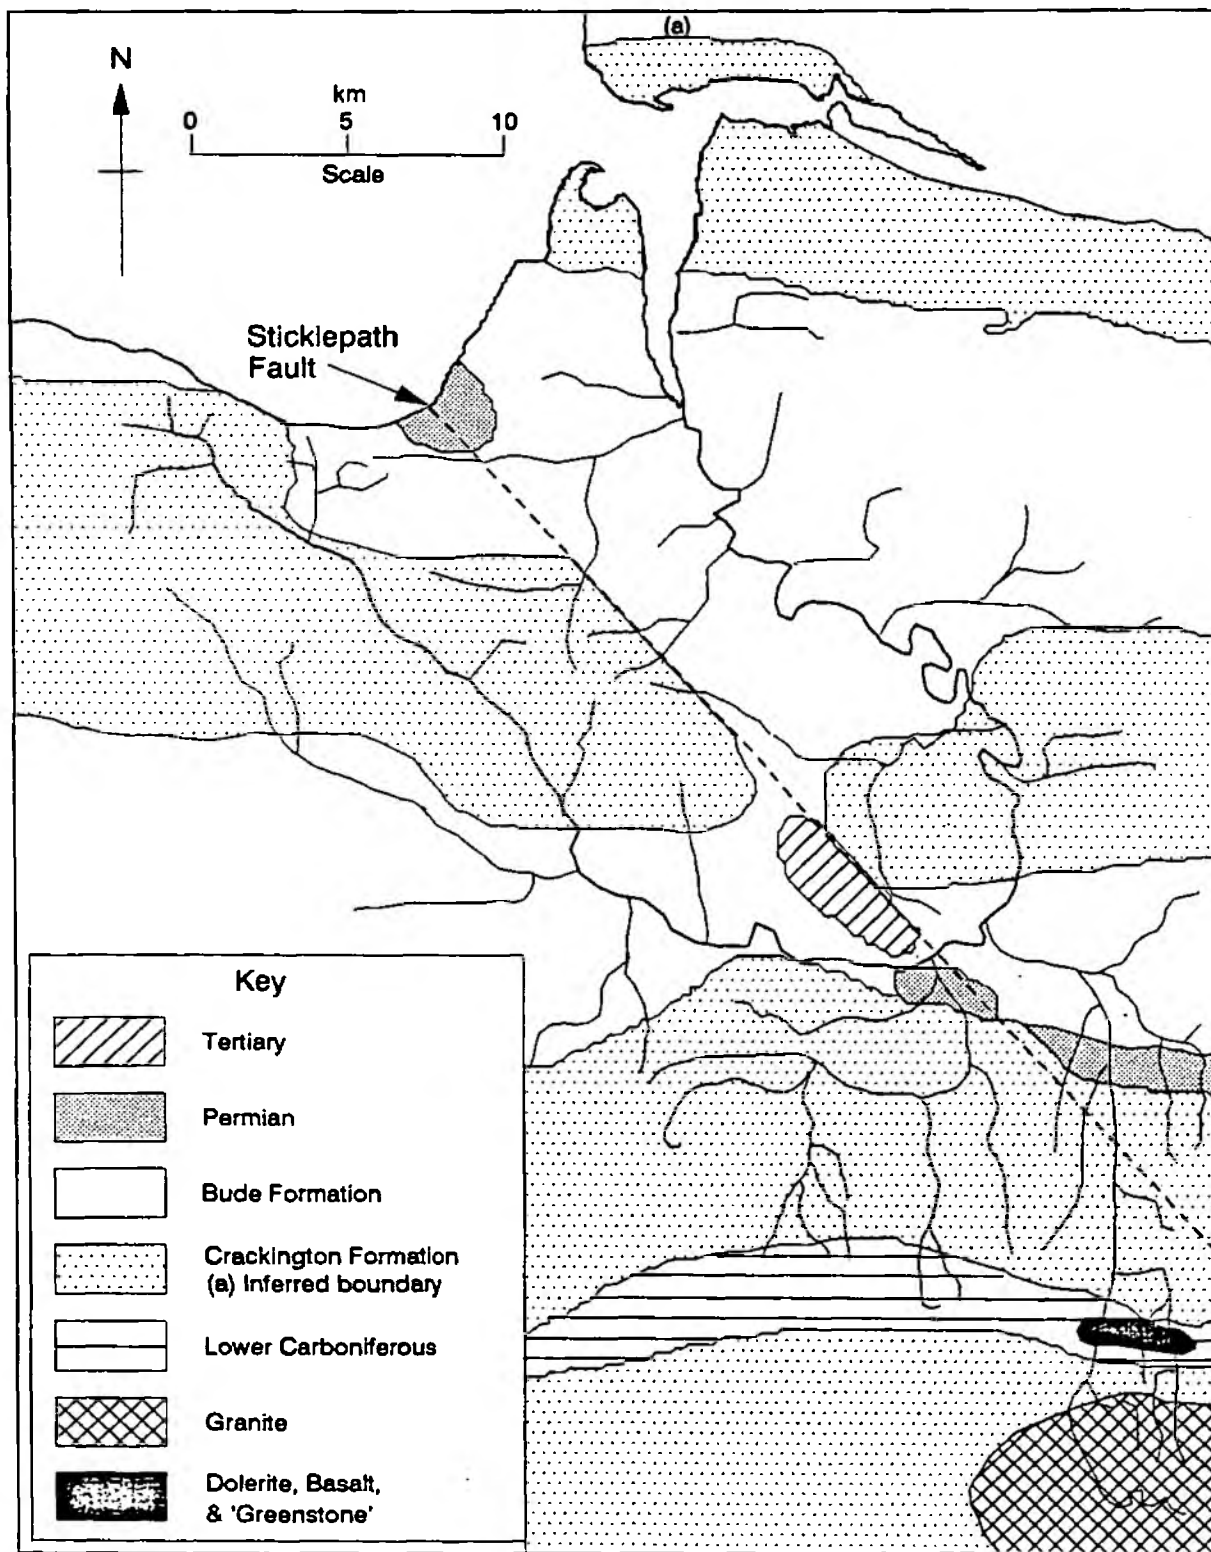 (a)
N
km
0 5 10
Scale
Sticklepath
Fault
Key
Tertiary
Permian
Bude Formation
Crackington Formation
(a) Inferred boundary
Lower Carboniferous
Granite
Dolerite, Basalt,
& 'Greenstone'